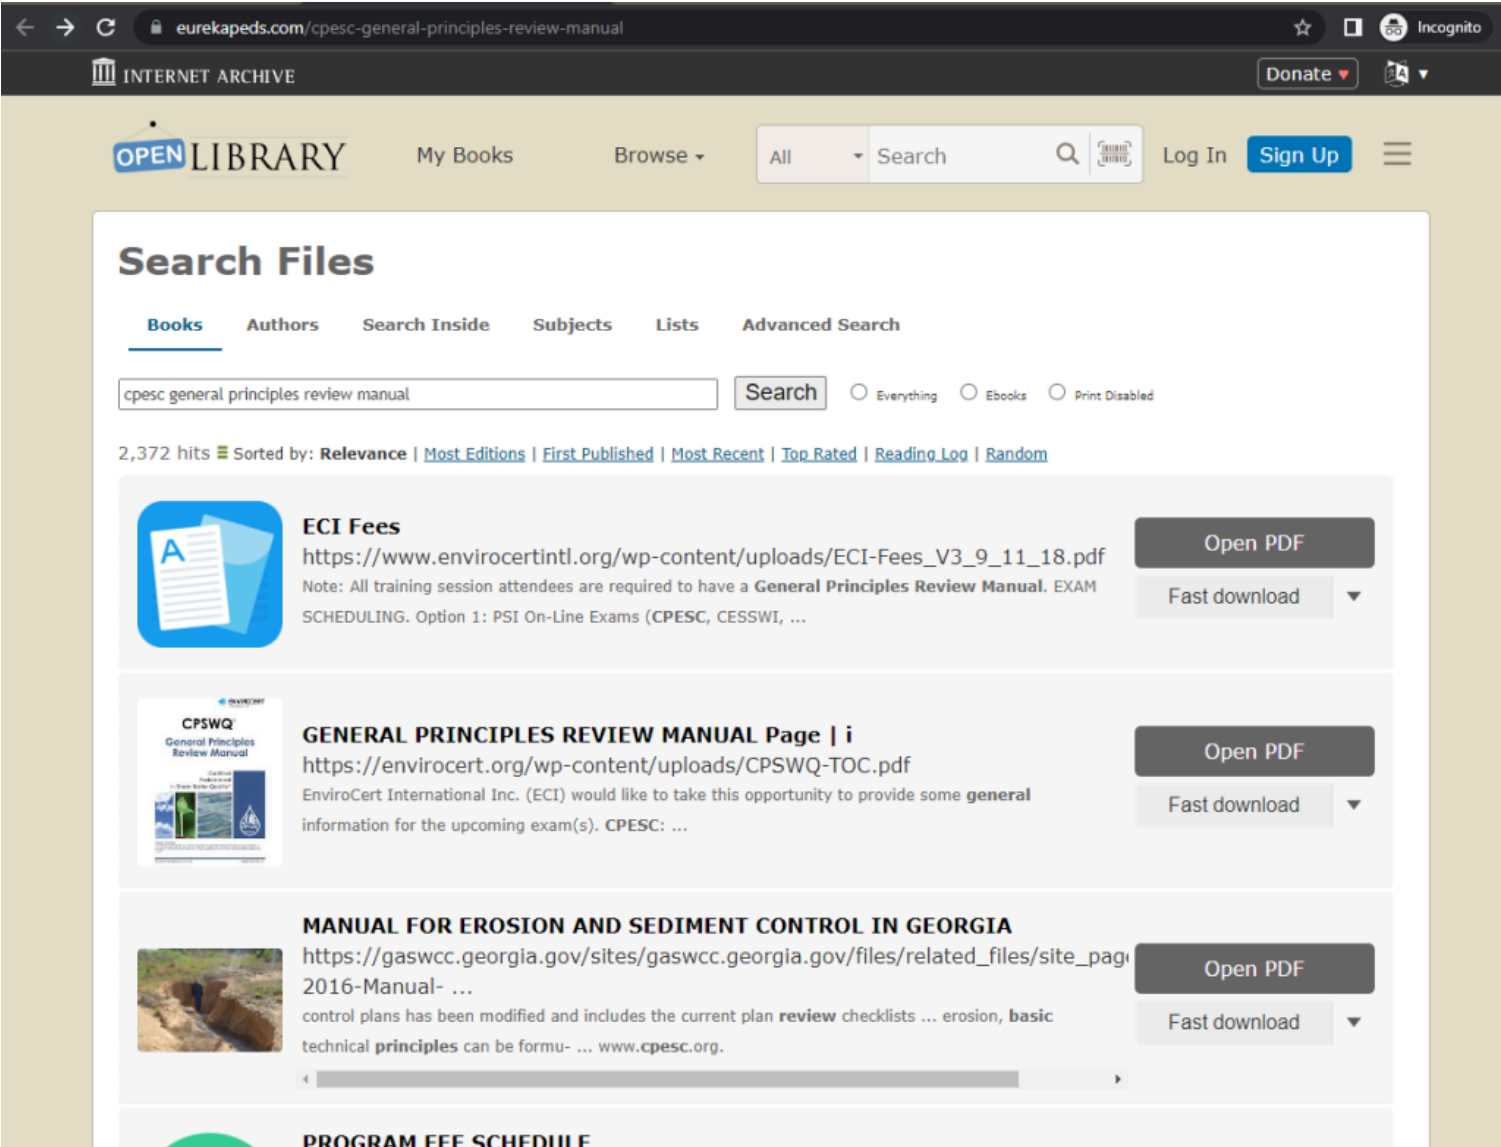 eurekapeds.com/cpesc-general-principles-review-manual
Incognito
INTERNET ARCHIVE
Donate ♥
OPEN LIBRARY
My Books
Browse
All
Search
Log In
Sign Up
Search Files
Books Authors Search Inside Subjects Lists Advanced Search
cpesc general principles review manual
Search
Everything Ebooks Print Disabled
2,372 hits Sorted by: Relevance | Most Editions | First Published | Most Recent | Top Rated | Reading Log | Random
A
ECI Fees
https://www.envirocertintl.org/wp-content/uploads/ECI-Fees_V3_9_11_18.pdf
Note: All training session attendees are required to have a General Principles Review Manual. EXAM
SCHEDULING. Option 1: PSI On-Line Exams (CPESC, CESSWI, ...
Open PDF
Fast download
CPSWQ
General Principles
Review Manual
GENERAL PRINCIPLES REVIEW MANUAL Page | i
https://envirocert.org/wp-content/uploads/CPSWQ-TOC.pdf
EnviroCert International Inc. (ECI) would like to take this opportunity to provide some general
information for the upcoming exam(s). CPESC: ...
Open PDF
Fast download
MANUAL FOR EROSION AND SEDIMENT CONTROL IN GEORGIA
https://gaswcc.georgia.gov/sites/gaswcc.georgia.gov/files/related_files/site_pag
2016-Manual- ...
control plans has been modified and includes the current plan review checklists ... erosion, basic
technical principles can be formu- ... www.cpesc.org.
Open PDF
Fast download
PROGRAM FEE SCHEDULE